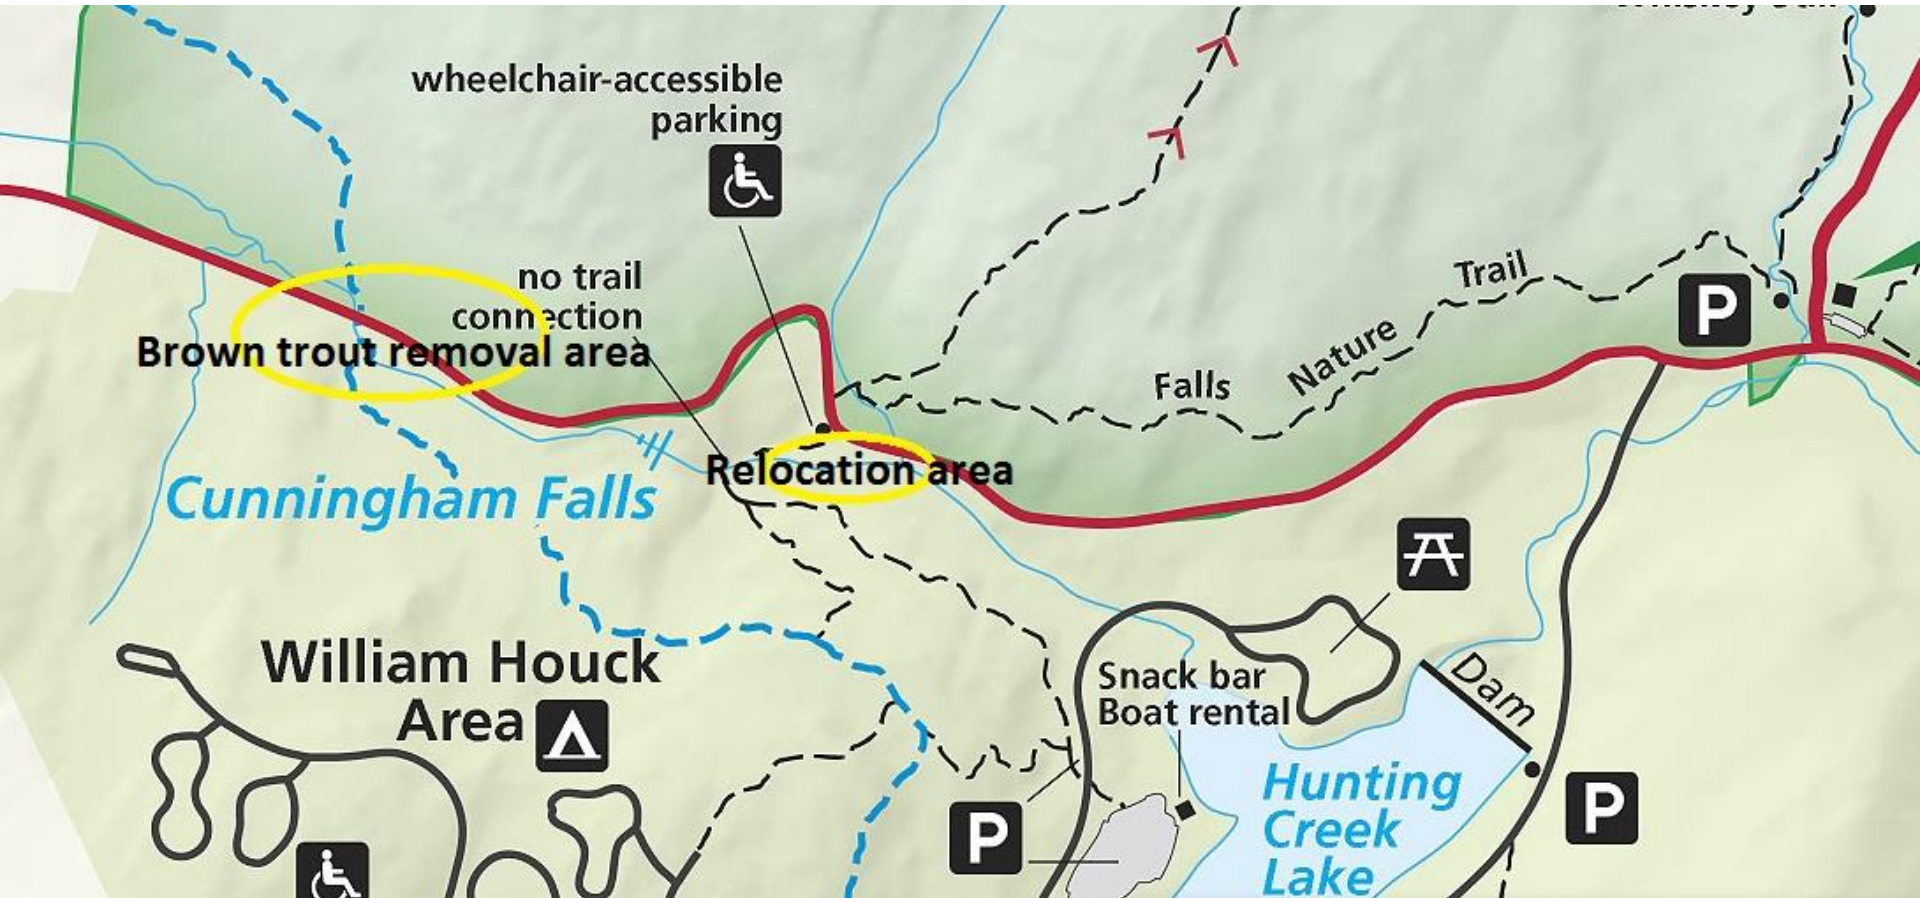 wheelchair-accessible
parking
no trail
connection
Brown trout removal area
Trail
Nature
Falls
P
Relocation area
Cunningham Falls
William Houck
Area
Snack bar
Boat rental
Dam
Hunting
Creek
Lake
P
P